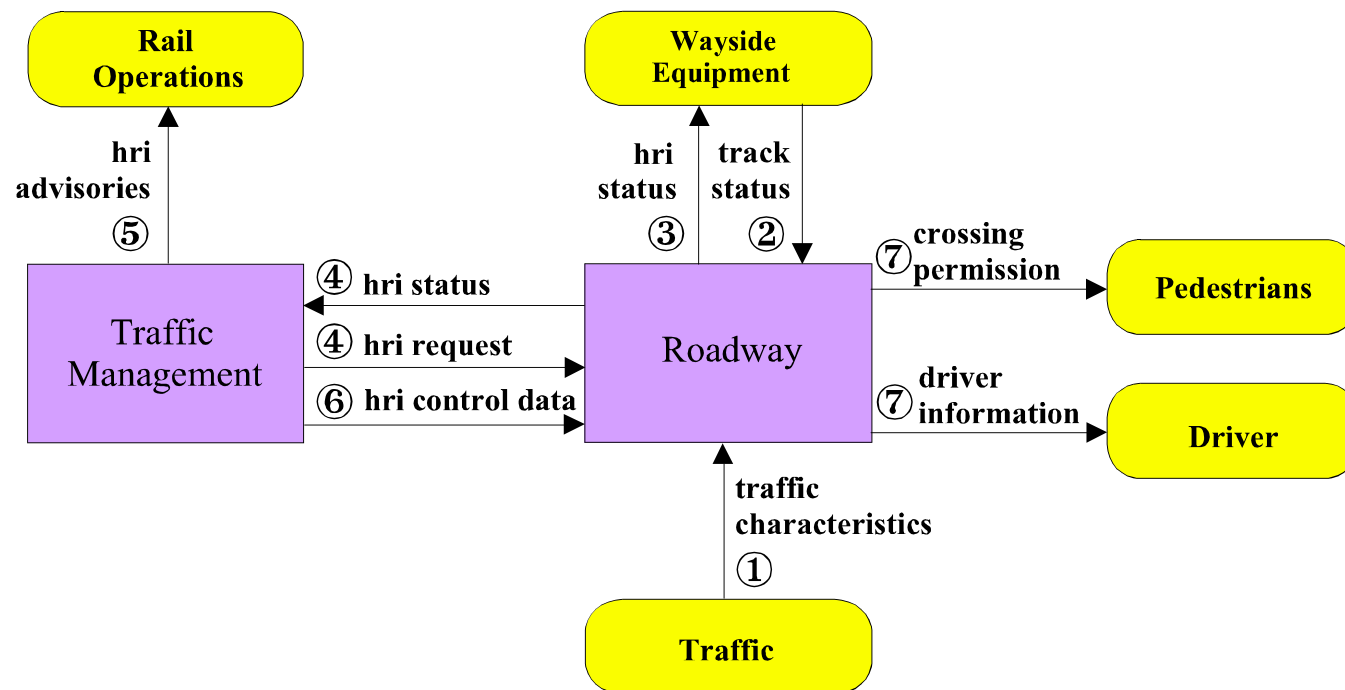 Rail
Operations
Wayside
Equipment
hri
advisories
⑤
hri
status
③
track
status
②
⑦ crossing
permission
Pedestrians
Traffic
Management
④ hri status
④ hri request
⑥ hri control data
Roadway
⑦ driver
information
Driver
traffic
characteristics
①
Traffic